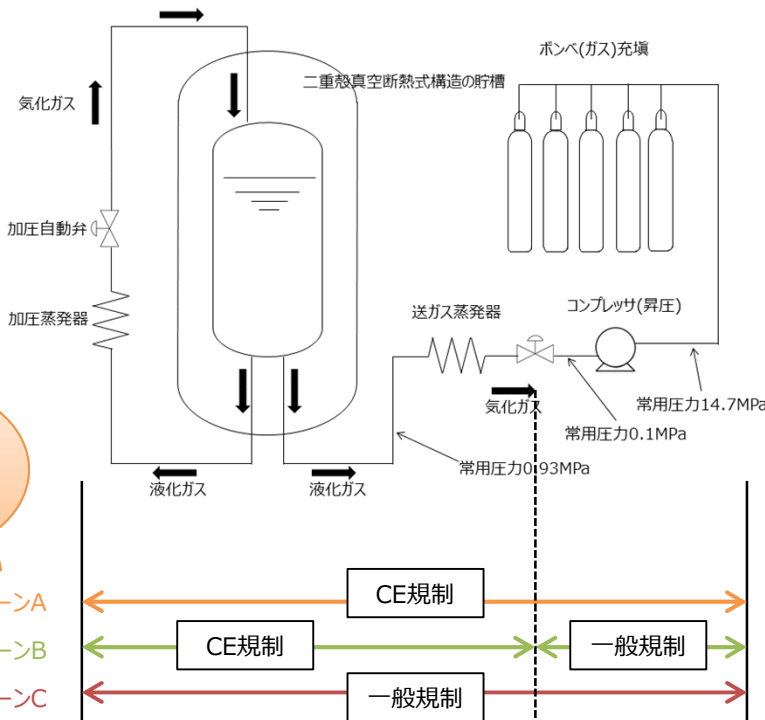 ボンベ(ガス)充塡
二重殻真空断熱式構造の貯槽
気化ガス
加圧自動弁
加圧蒸発器
送ガス蒸発器
コンプレッサ(昇圧)
気化ガス
常用圧力14.7MPa
常用圧力0.1MPa
常用圧力0.93MPa
液化ガス
液化ガス
ーンA
CE規制
ーンB
CE規制
一般規制
ーンC
一般規制